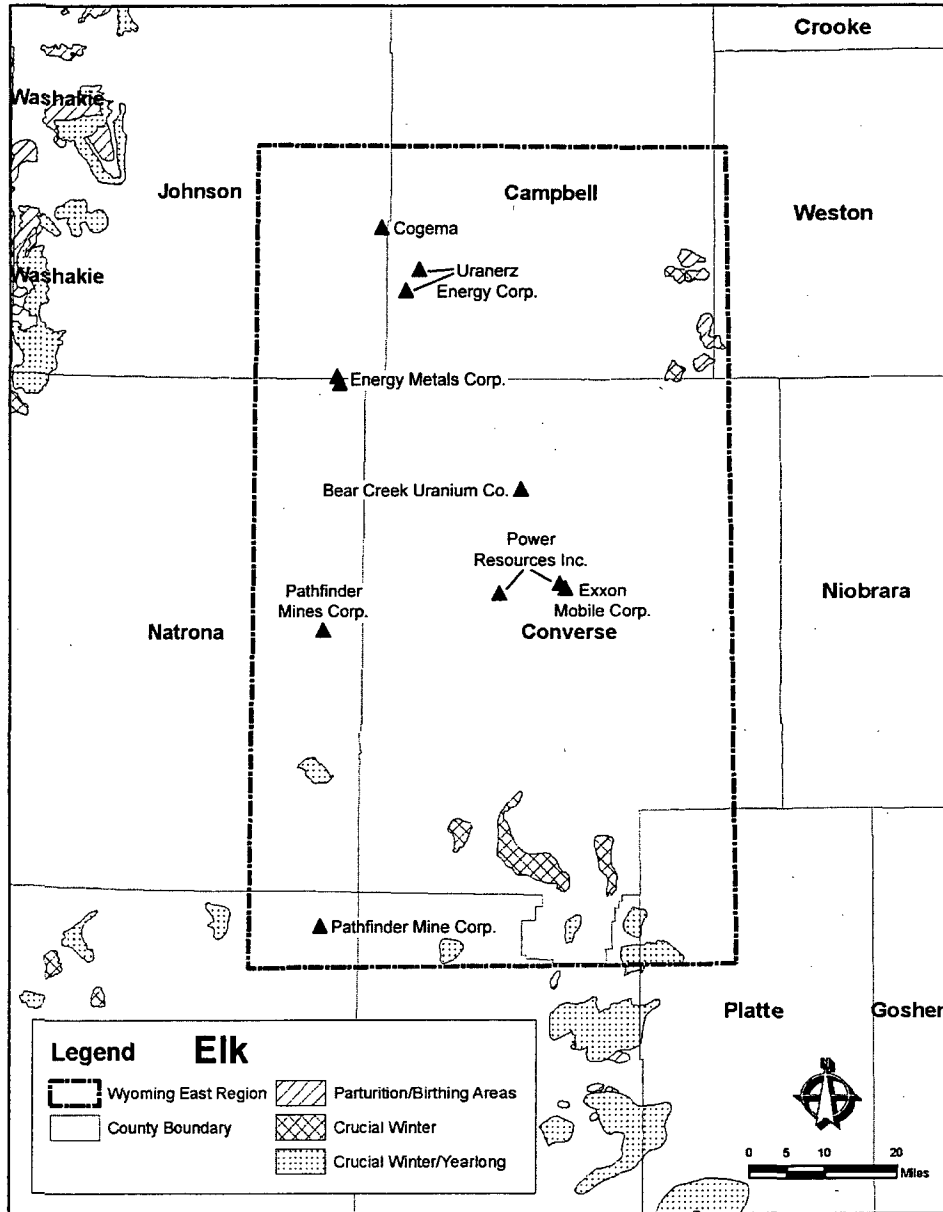 Crooke
Washakie
Johnson
Campbell
Weston
Cogema
Washakie
Uranerz
Energy Corp.
Energy Metals Corp.
Bear Creek Uranium Co.
Power
Resources Inc.
Pathfinder
Mines Corp.
Exxon
Mobile Corp.
Niobrara
Natrona
Converse
Pathfinder Mine Corp.
Platte
Goshen
Legend
Elk
Wyoming East Region
Parturition/Birthing Areas
County Boundary
Crucial Winter
Crucial Winter/Yearlong
0 5 10 20
Miles